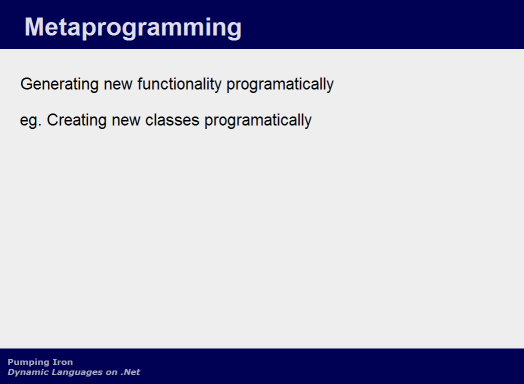 Metaprogramming
Generating new functionality programatically
eg. Creating new classes programatically
Pumping Iron
Dynamic Languages on .Net